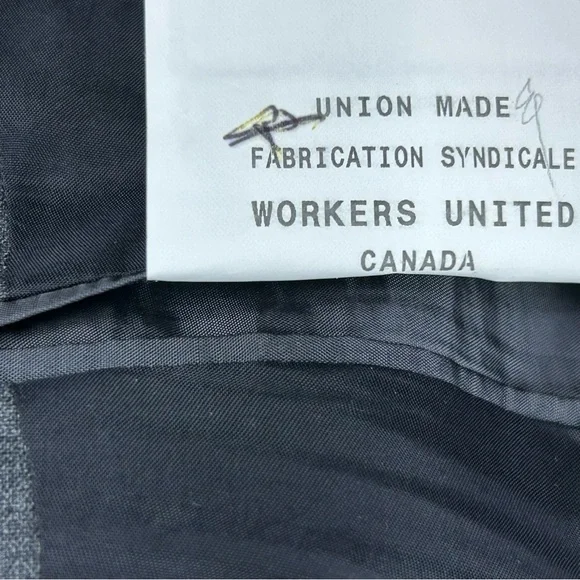 UNION MADE
FABRICATION SYNDICALE
WORKERS UNITED
CANADA